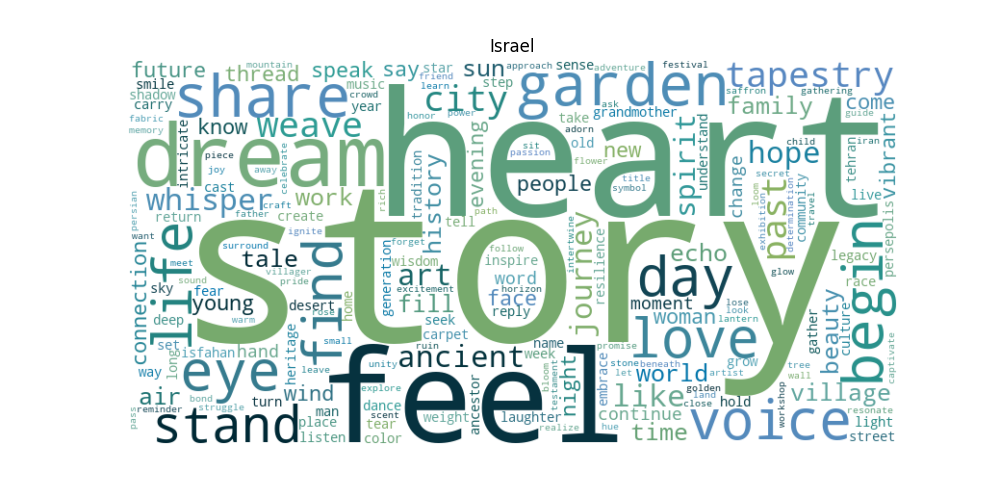 Israel
mountain
future
thread
speak
say
star
sun
approach
sense
adventure
festival
friend
smile
share
music
learn
step
garden
tapestry
shadow
crowd
city
saffron
gathering
carry
year
honor
power
ask
family
come
fabric
know
weave
heart
take
grandmother
guide
memory
intricate
dream
evening
adorn
spirit
understand
vibrant
piece
celebrate
tradition
history
sit
old
new
passion
flower
child
iran
hope
tehran
joy
away
cast
people
title
symbol
change
secret
live
persian
whisper
craft
work
rich
loom
past
community
travel
return
father
create
tell
path
journey
exhibition
determination
persepolis
want
life
ignite
story
intertwine
resilience
connection
surround
find
forget
follow
echo
legacy
meet
tale
villager
generation
wisdom
inspire
day
glow
begin
sound
pride
art
word
sky
fear
desert
home
excitement
horizon
moment
lose
race
young
rose
fill
face
look
beauty
culture
deep
warm
reply
woman
lantern
gather
set
small
seek
carpet
love
isfahan
hand
heritage
ruin
name
promise
grow
tree
captivate
way
long
eye
leave
unity
ancient
week
night
stone
beneath
artist
wall
air
bond
turn
wind
explore
feel
bloom
testament
embrace
world
golden
land
village
reminder
struggle
man
dance
scent
weight
ancestor
laughter
like
close
hold
workshop
resonate
pass
stand
place
tear
continue
voice
light
listen
color
realize
hue
time
street